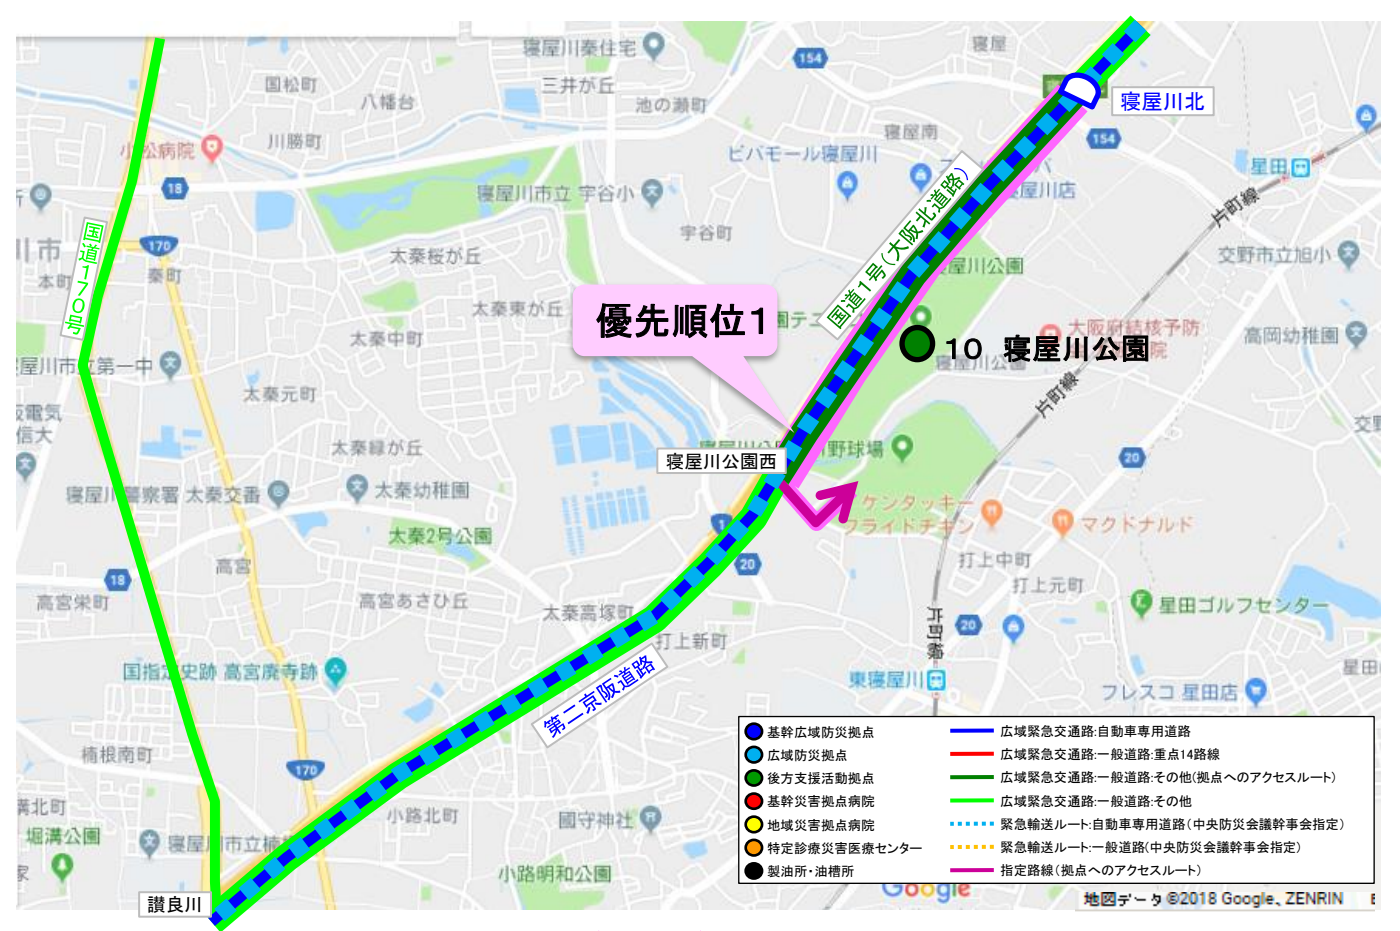 寝屋川秦住宅
寝屋
154
国松町
三井が丘
八幡台
池の瀬町
寝屋川北
川勝町
寝屋南
154
ビバモール寝屋川
星田
18
寝屋川市立 宇谷小
寝屋川店
片町線
国道1号(大阪北道路)
宇谷町
川市
170
太秦桜が丘
交野市立旭小
国道170号
本町
秦町
寝屋川公園
太秦東が丘
優先順位1
太秦中町
大阪府結核予防
高岡幼稚園
10 寝屋川公園
寝屋川公園
太秦元町
片町線
太秦緑が丘
野球場
20
寝屋川公園西
寝屋川警察署 太秦交番
太秦幼稚園
ケンタッキー
フライドチキン
マクドナルド
1
太秦2号公園
打上中町
高宮
20
18
打上元町
高宮栄町
高宮あさひ丘
太秦高塚町
星田ゴルフセンター
片町線
20
打上新町
国指定史跡 高宮廃寺跡
東寝屋川
フレスコ 星田店
第二京阪道路
楠根南町
170
小路北町
國守神社
堀溝公園
小路明和公園
讃良川
基幹広域防災拠点
広域防災拠点
後方支援活動拠点
基幹災害拠点病院
地域災害拠点病院
特定診療災害医療センター
製油所・油槽所
広域緊急交通路:自動車専用道路
広域緊急交通路:一般道路:重点14路線
広域緊急交通路:一般道路:その他(拠点へのアクセスルート)
広域緊急交通路:一般道路:その他
緊急輸送ルート:自動車専用道路(中央防災会議幹事会指定)
緊急輸送ルート:一般道路(中央防災会議幹事会指定)
指定路線(拠点へのアクセスルート)
Google
地図データ ©2018 Google、ZENRIN